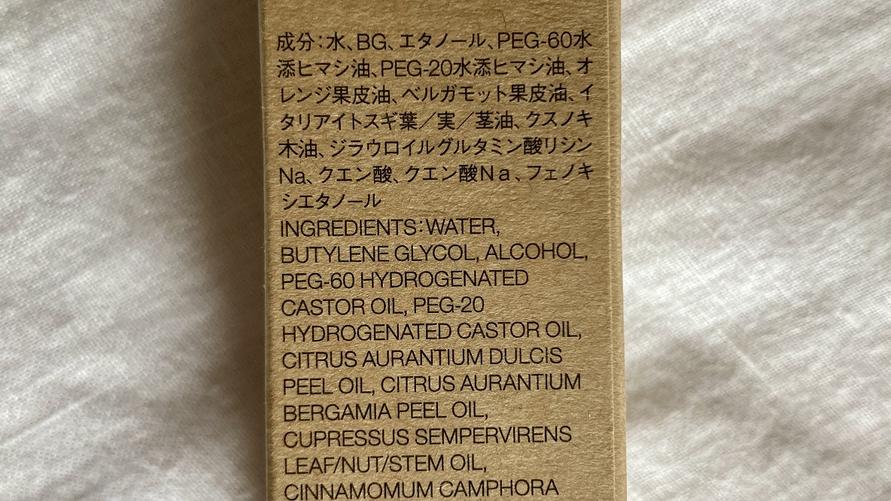 成分：水、BG、エタノール、PEG-60水
添ヒマシ油、PEG-20水添ヒマシ油、オ
レンジ果皮油、ベルガモット果皮油、イ
タリアイトスギ葉／実／茎油、クスノキ
木油、ジラウロイルグルタミン酸リシン
Na、クエン酸、クエン酸Ｎａ、フェノキ
シエタノール
INGREDIENTS：WATER,
BUTYLENE GLYCOL, ALCOHOL,
PEG-60 HYDROGENATED
CASTOR OIL, PEG-20
HYDROGENATED CASTOR OIL,
CITRUS AURANTIUM DULCIS
PEEL OIL, CITRUS AURANTIUM
BERGAMIA PEEL OIL,
CUPRESSUS SEMPERVIRENS
LEAF/NUT/STEM OIL,
CINNAMOMUM CAMPHORA